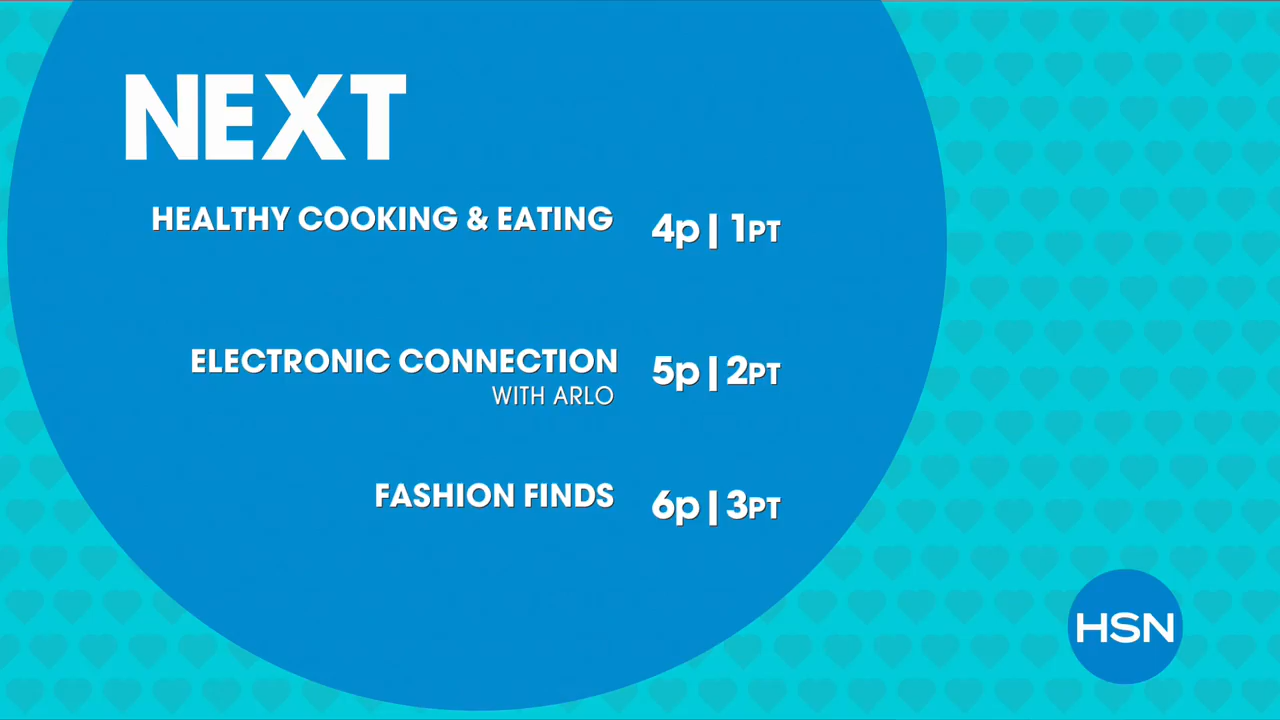 NEXT
HEALTHY COOKING & EATING 4p | 1PT
ELECTRONIC CONNECTION 5p | 2PT
WITH ARLO
FASHION FINDS 6p | 3PT
HSN